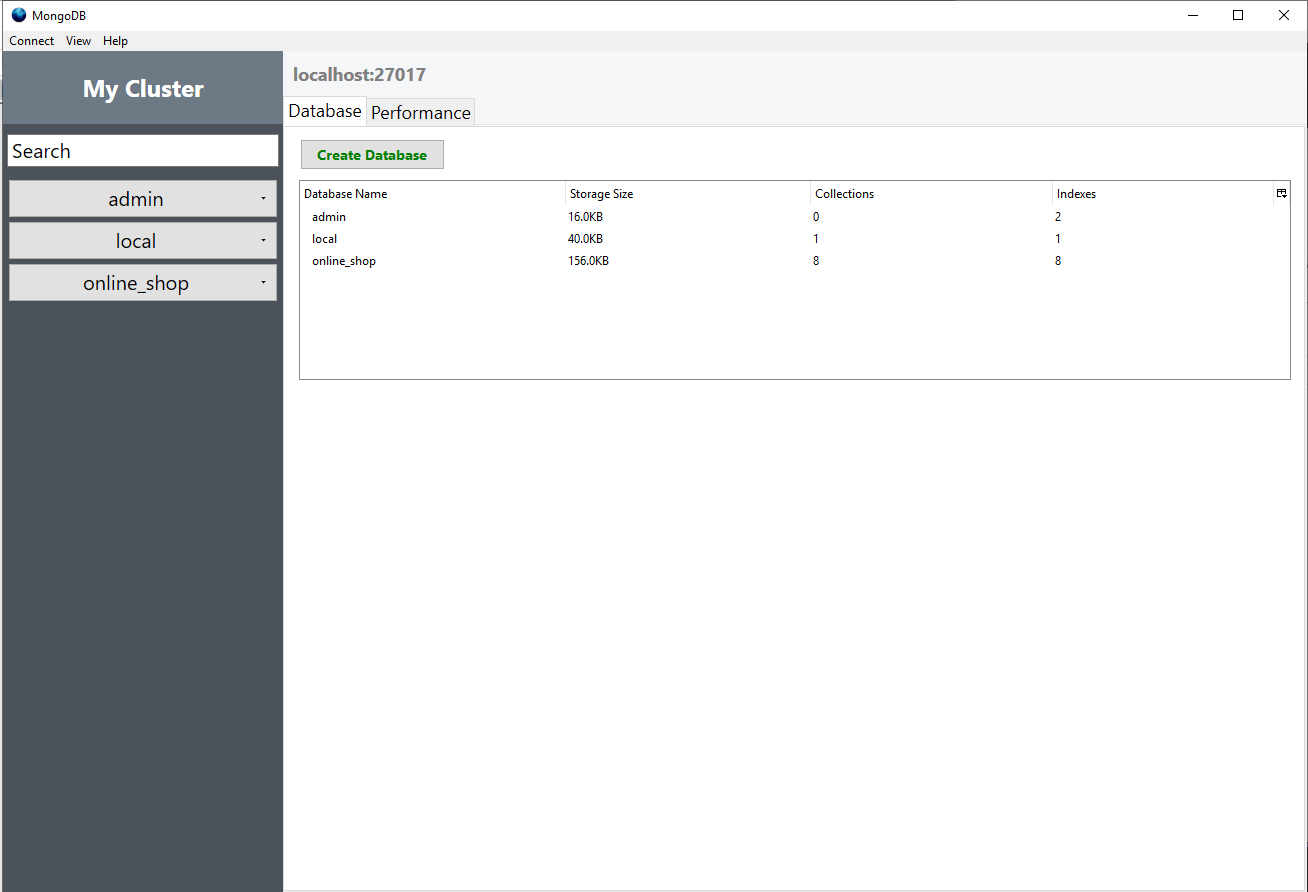 MongoDB
Connect View Help
My Cluster
Search
admin
local
online_shop
localhost:27017
Database Performance
Create Database
Database Name Storage Size Collections Indexes
admin 16.0KB 0 2
local 40.0KB 1 1
online_shop 156.0KB 8 8